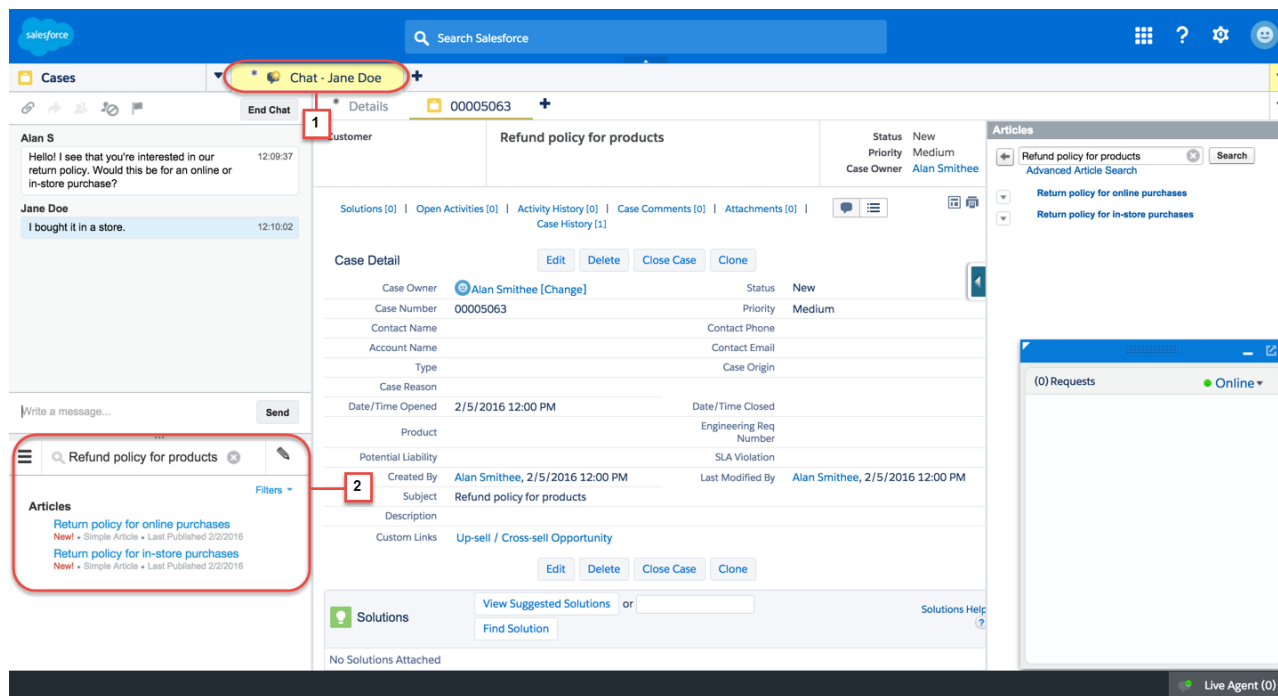 salesforce
Search Salesforce
Cases
* Chat - Jane Doe
End Chat
1
* Details
00005063
Alan S
Hello! I see that you're interested in our
return policy. Would this be for an online or
in-store purchase?
12:09:37
Jane Doe
I bought it in a store.
12:10:02
Write a message...
Send
Refund policy for products
Filters
2
Articles
Return policy for online purchases
New! • Simple Article • Last Published 2/2/2016
Return policy for in-store purchases
New! • Simple Article • Last Published 2/2/2016
Customer
Refund policy for products
Status New
Priority Medium
Case Owner Alan Smithee
Solutions [0] | Open Activities [0] | Activity History [0] | Case Comments [0] | Attachments [0] |
Case History [1]
Case Detail
Edit Delete Close Case Clone
Case Owner Alan Smithee [Change] Status New
Case Number 00005063 Priority Medium
Contact Name Contact Phone
Account Name Contact Email
Type Case Origin
Case Reason
Date/Time Opened 2/5/2016 12:00 PM Date/Time Closed
Product Engineering Req
Number
Potential Liability SLA Violation
Created By Alan Smithee, 2/5/2016 12:00 PM Last Modified By Alan Smithee, 2/5/2016 12:00 PM
Subject Refund policy for products
Description
Custom Links Up-sell / Cross-sell Opportunity
Edit Delete Close Case Clone
Solutions
View Suggested Solutions or
Find Solution
Solutions Help
?
No Solutions Attached
Articles
Refund policy for products
Search
Advanced Article Search
Return policy for online purchases
Return policy for in-store purchases
(0) Requests
Online
Live Agent (0)